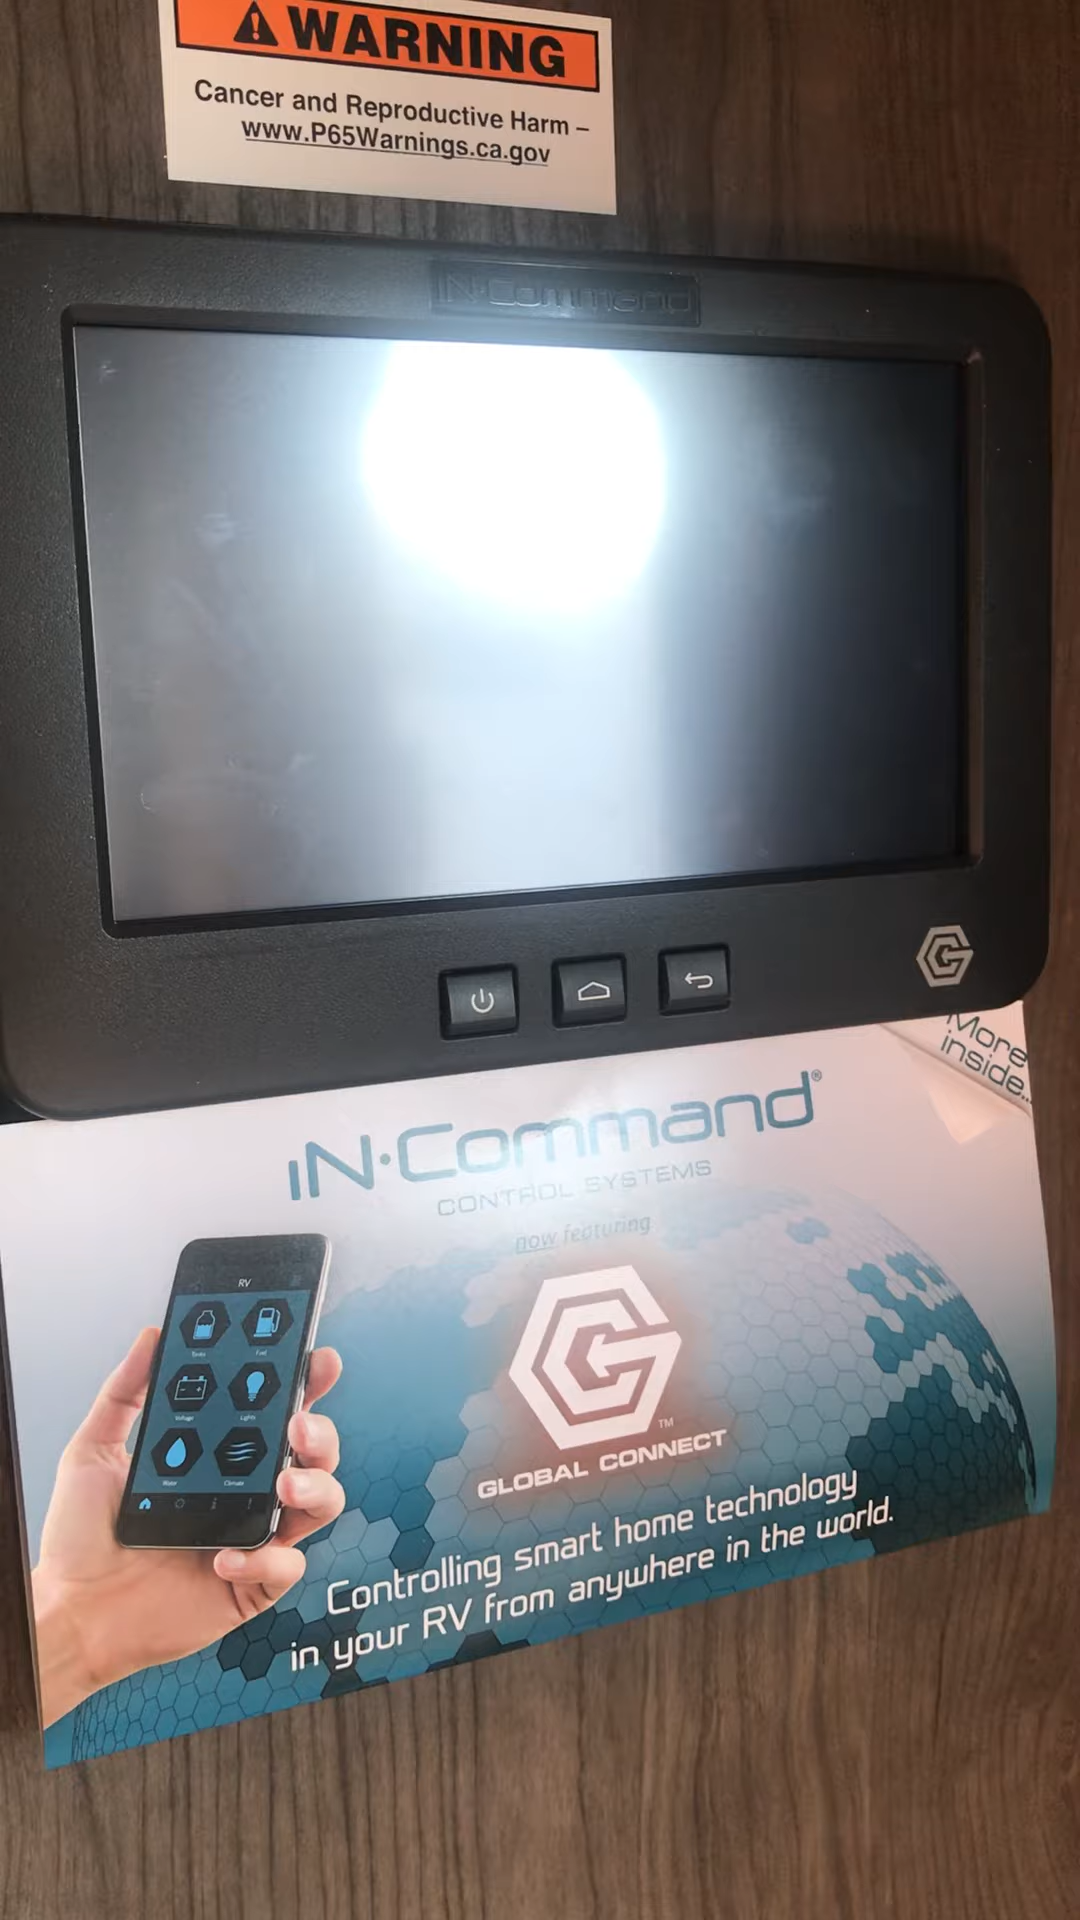 WARNING
Cancer and Reproductive Harm –
www.P65Warnings.ca.gov
iN•Command
More
inside...
iN•Command®
CONTROL SYSTEMS
now featuring
RV
Tanks
Fuel
Voltage
Lights
Water
Climate
GLOBAL CONNECT™
Controlling smart home technology
in your RV from anywhere in the world.